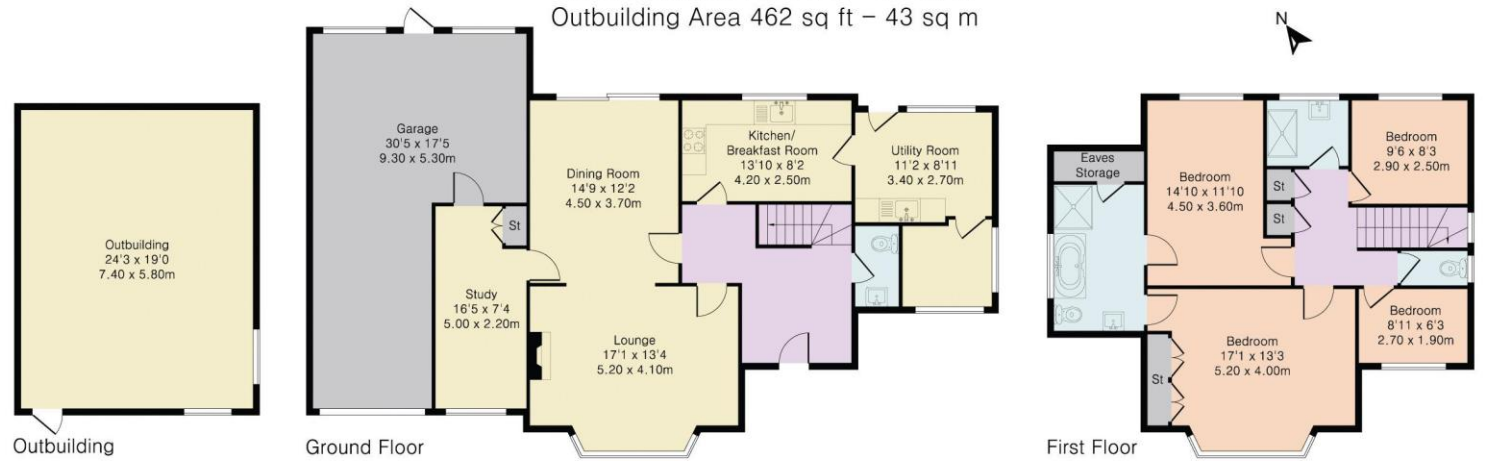 Outbuilding Area 462 sq ft – 43 sq m
N
Outbuilding
24'3 x 19'0
7.40 x 5.80m
Outbuilding
Garage
30'5 x 17'5
9.30 x 5.30m
Dining Room
14'9 x 12'2
4.50 x 3.70m
Kitchen/
Breakfast Room
13'10 x 8'2
4.20 x 2.50m
Utility Room
11'2 x 8'11
3.40 x 2.70m
St
Study
16'5 x 7'4
5.00 x 2.20m
Lounge
17'1 x 13'4
5.20 x 4.10m
Ground Floor
Eaves
Storage
Bedroom
14'10 x 11'10
4.50 x 3.60m
Bedroom
9'6 x 8'3
2.90 x 2.50m
St
St
Bedroom
8'11 x 6'3
2.70 x 1.90m
Bedroom
17'1 x 13'3
5.20 x 4.00m
St
First Floor